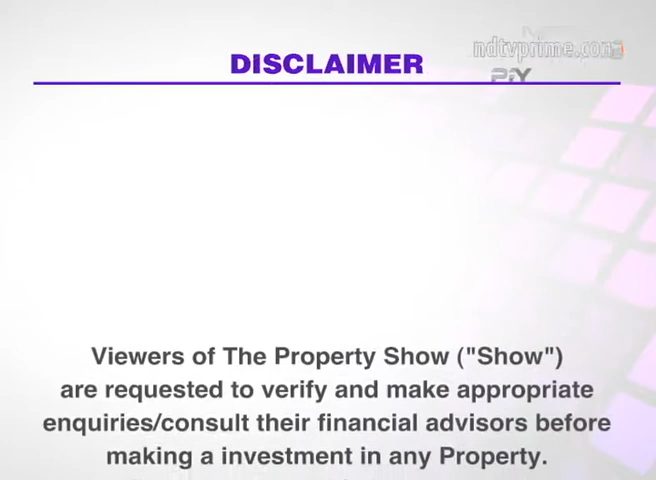 DISCLAIMER
ndtvprime.com
Viewers of The Property Show ("Show")
are requested to verify and make appropriate
enquiries/consult their financial advisors before
making a investment in any Property.